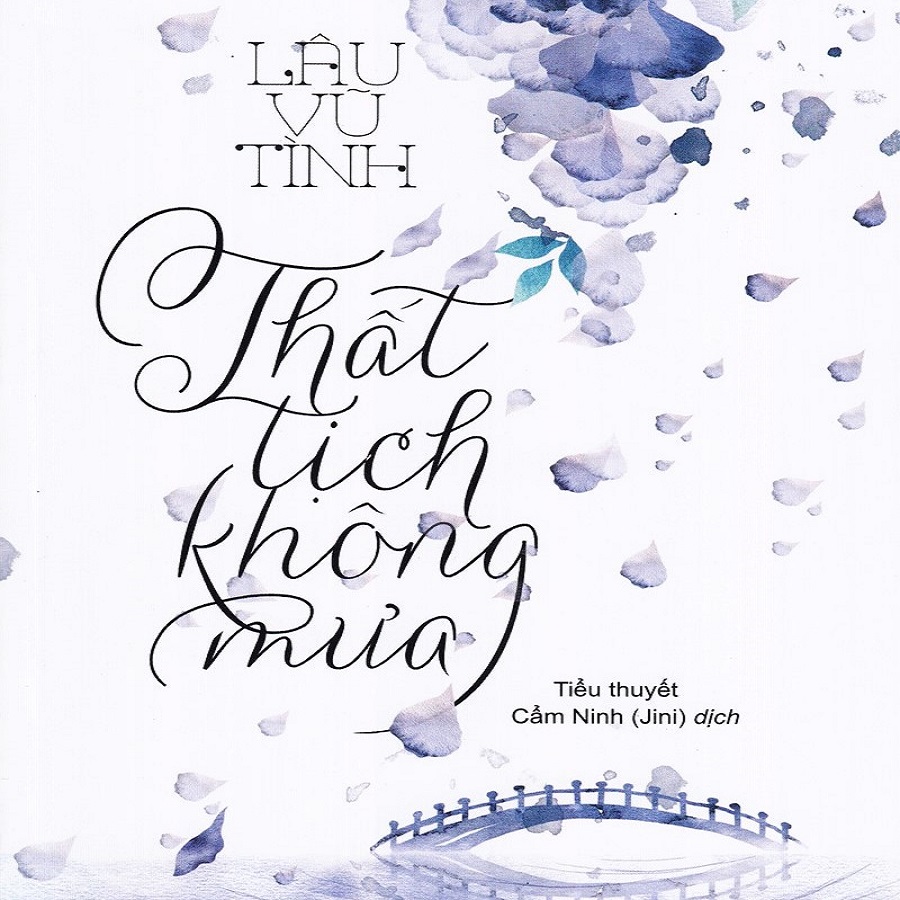 LÂU
VŨ
TÌNH
Thất
tịch
không
mưa
Tiểu thuyết
Cẩm Ninh (Jini) dịch